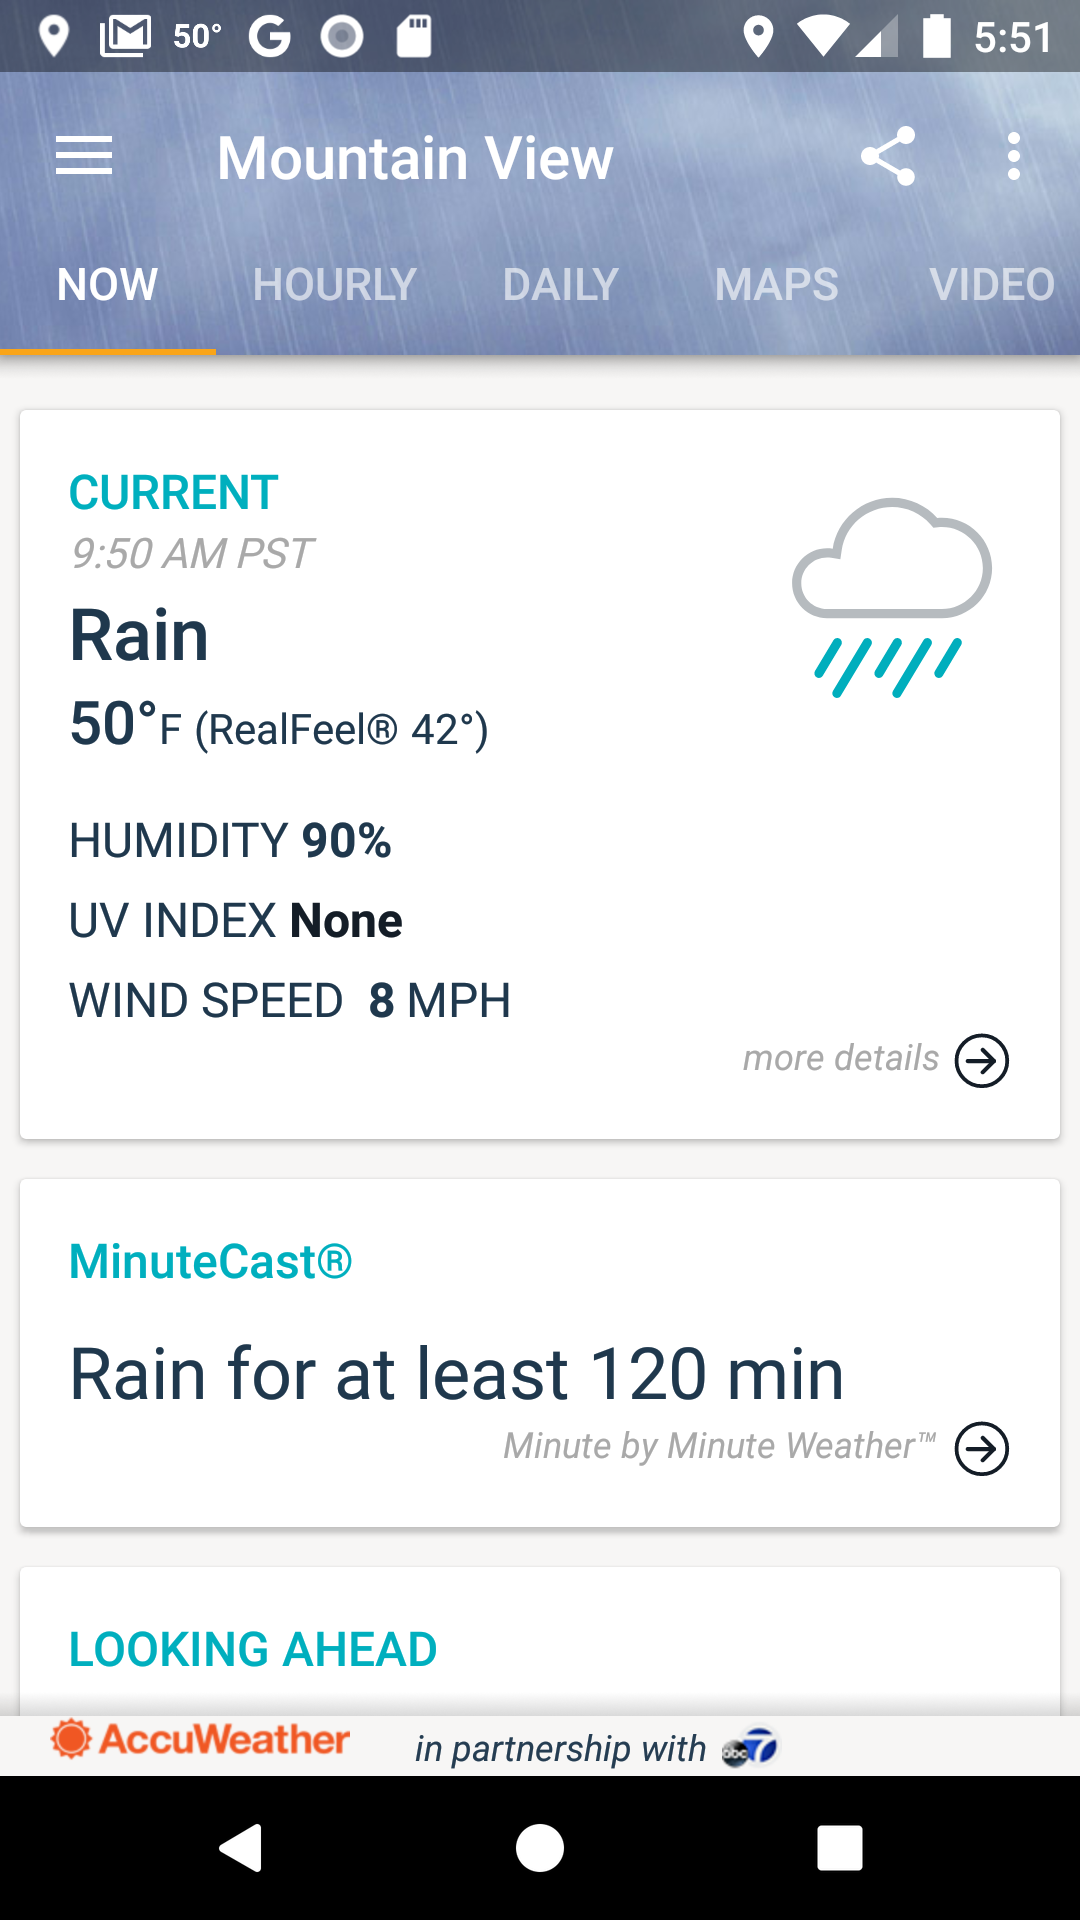 50° 5:51
Mountain View
NOW HOURLY DAILY MAPS VIDEO
CURRENT
9:50 AM PST
Rain
50°F (RealFeel® 42°)
HUMIDITY 90%
UV INDEX None
WIND SPEED 8 MPH
more details
MinuteCast®
Rain for at least 120 min
Minute by Minute Weather™
LOOKING AHEAD
AccuWeather in partnership with abc 7